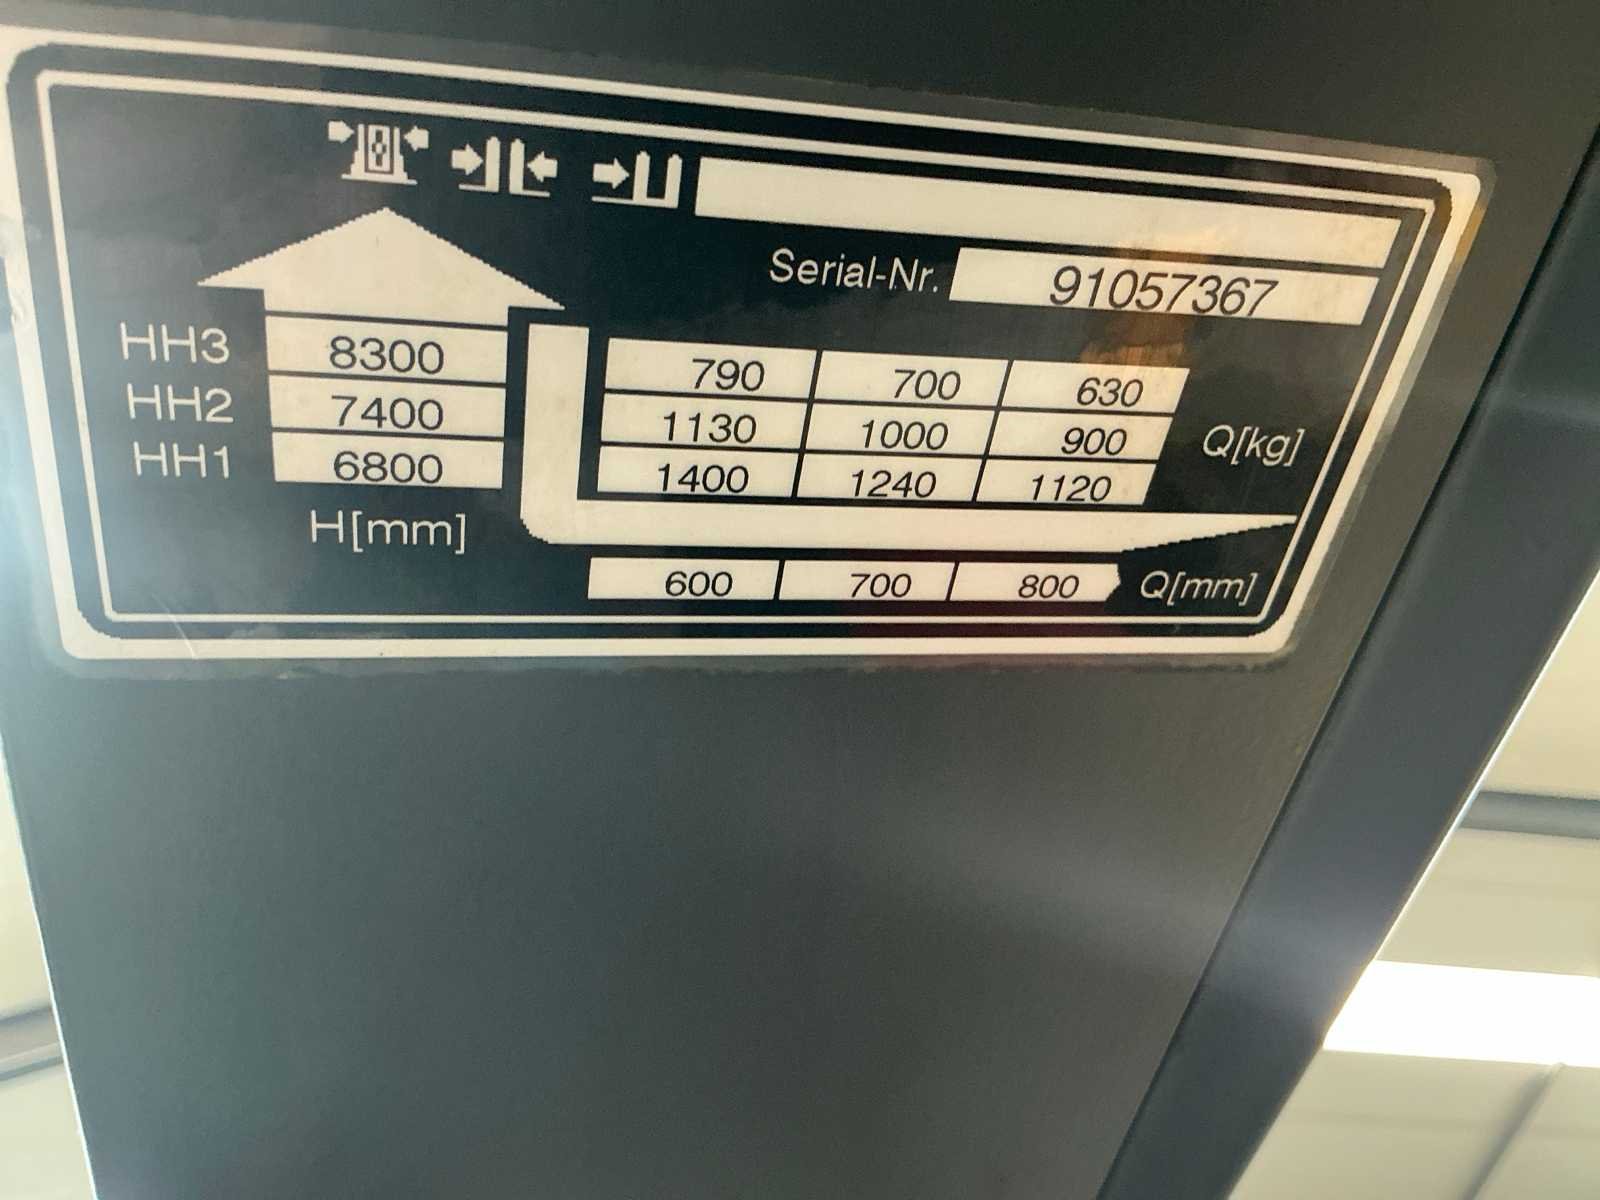 Serial-Nr. 91057367
HH3 8300 790 700 630
HH2 7400 1130 1000 900 Q[kg]
HH1 6800 1400 1240 1120
H[mm]
600 700 800 Q[mm]